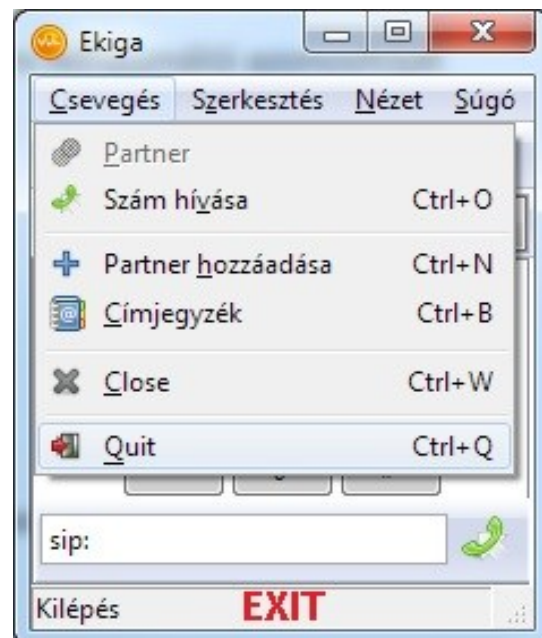 Ekiga
Csevegés Szerkesztés Nézet Súgó
Partner
Szám hívása Ctrl+O
Partner hozzáadása Ctrl+N
Címjegyzék Ctrl+B
Close Ctrl+W
Quit Ctrl+Q
sip:
Kilépés EXIT